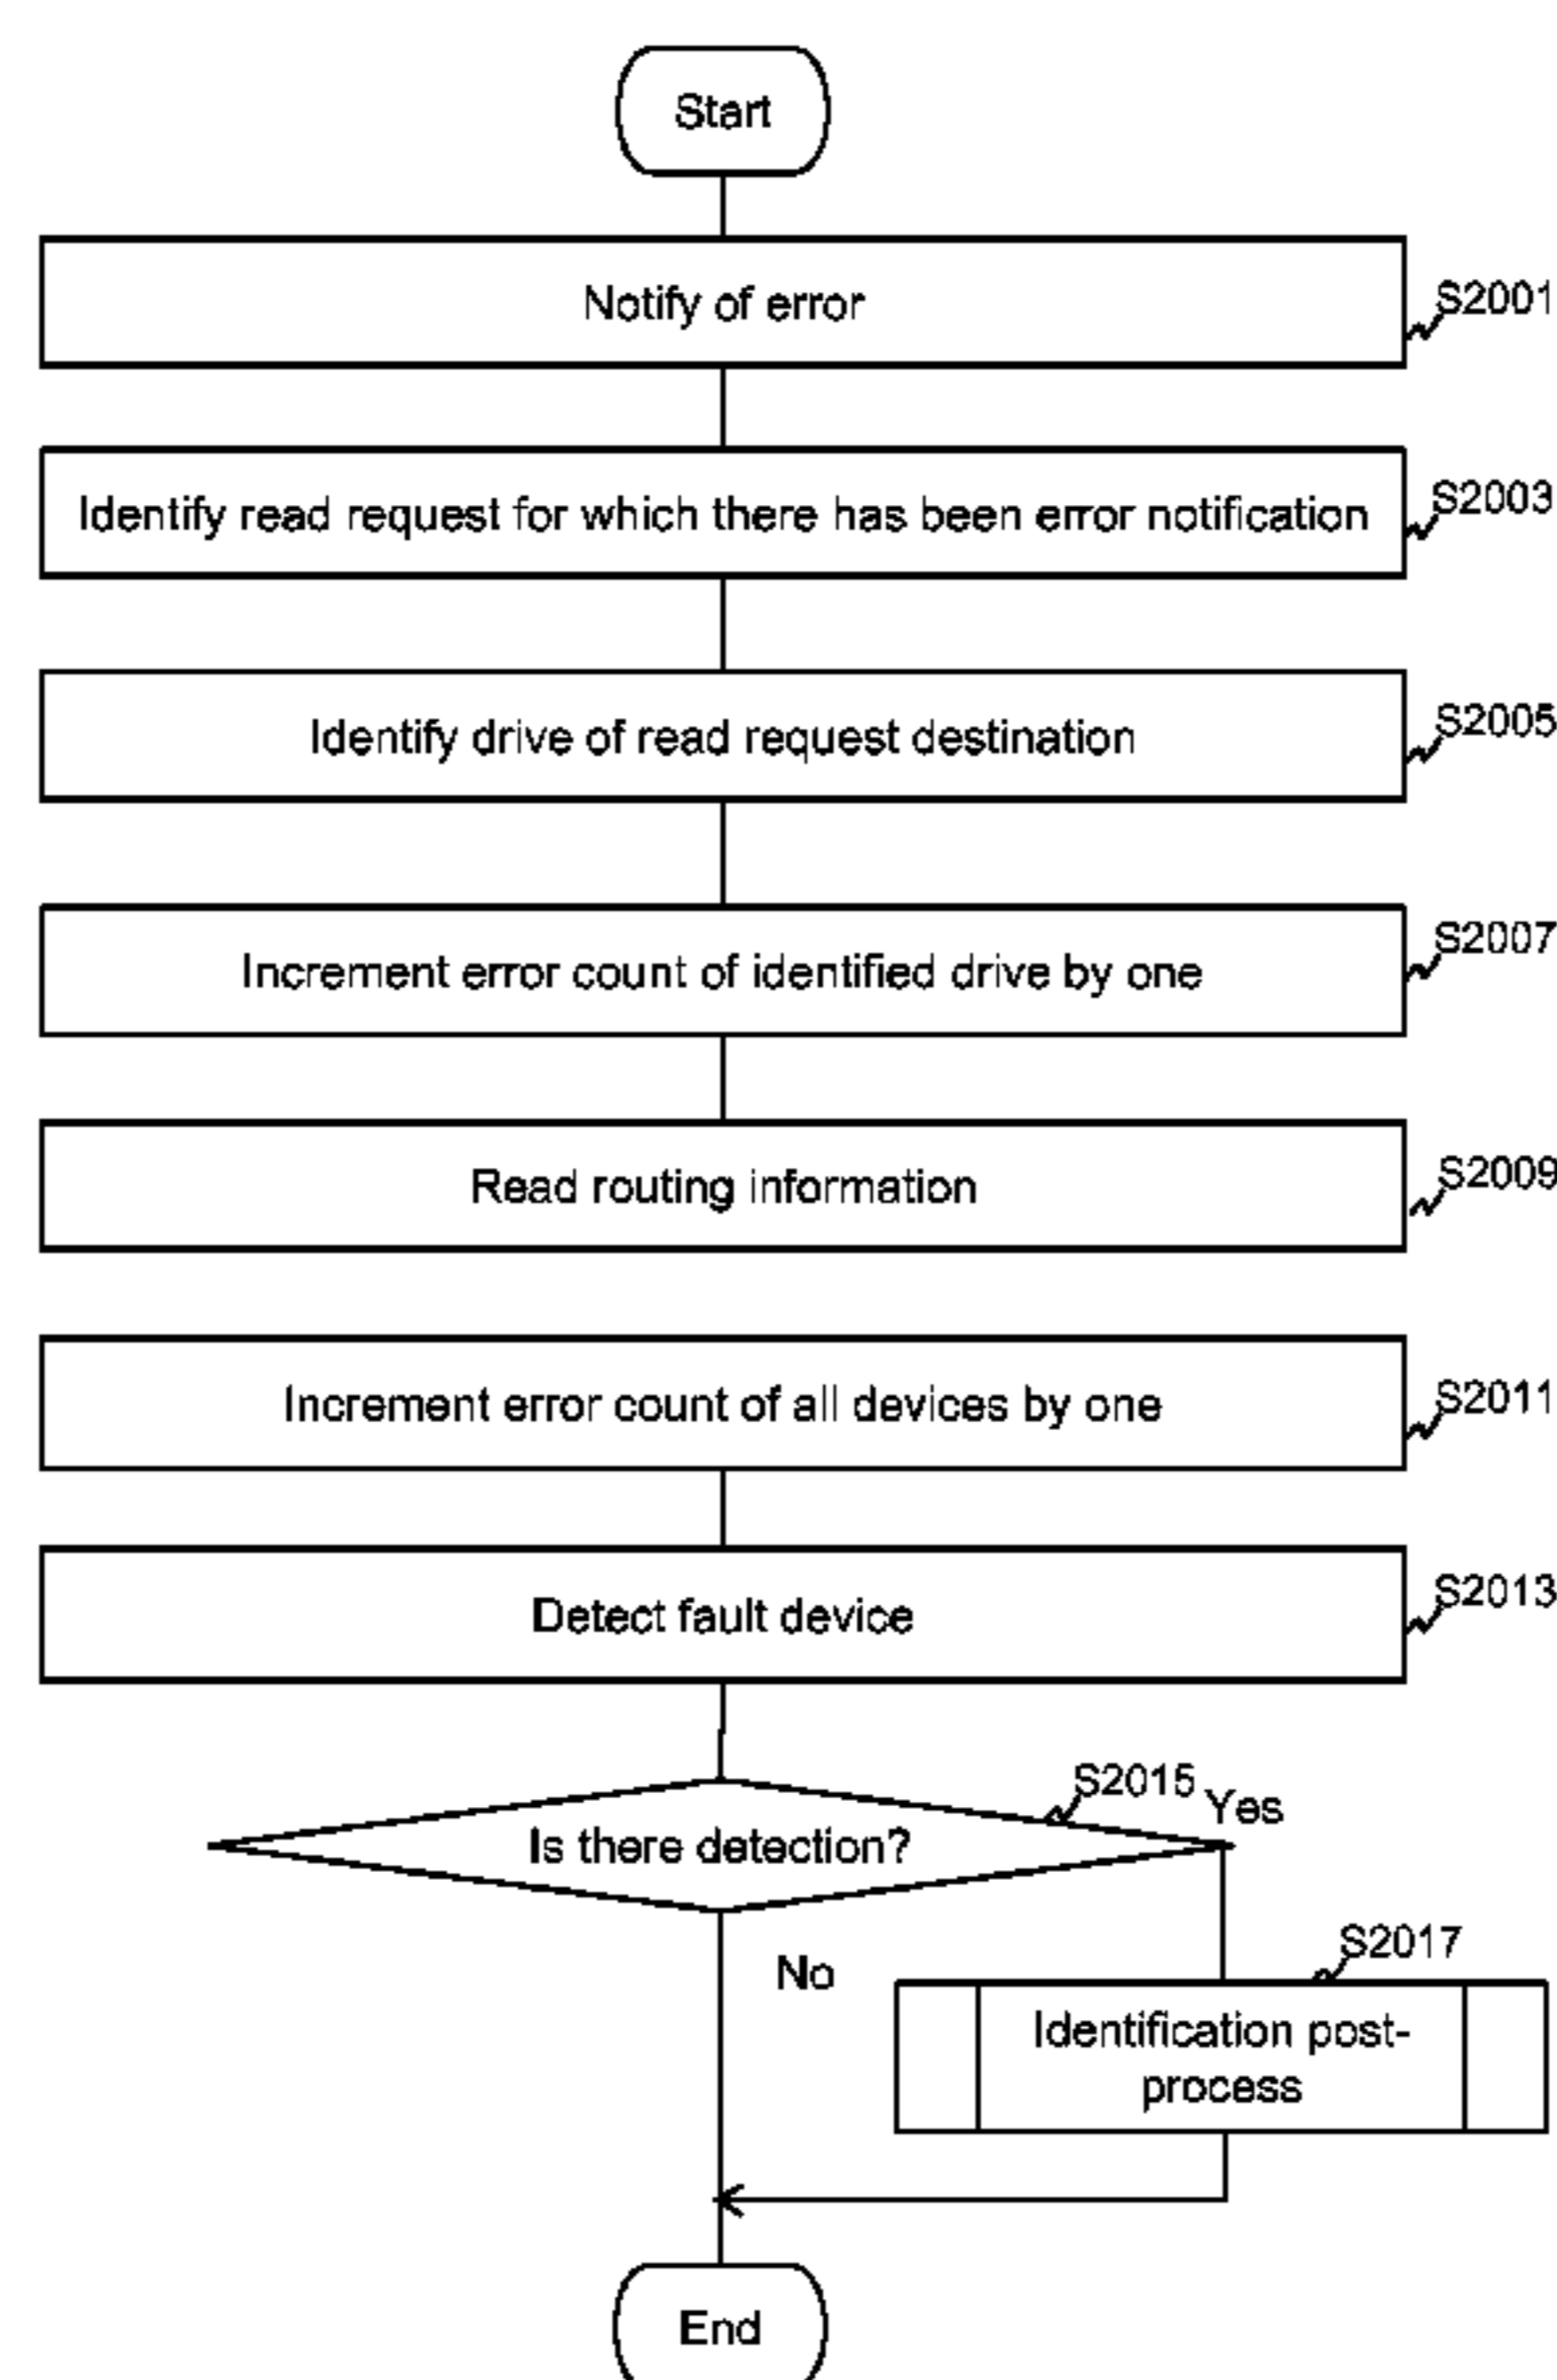 Start
Notify of error
S2001
Identify read request for which there has been error notification
S2003
Identify drive of read request destination
S2005
Increment error count of identified drive by one
S2007
Read routing information
S2009
Increment error count of all devices by one
S2011
Detect fault device
S2013
S2015
Yes
Is there detection?
No
S2017
Identification post-
process
End